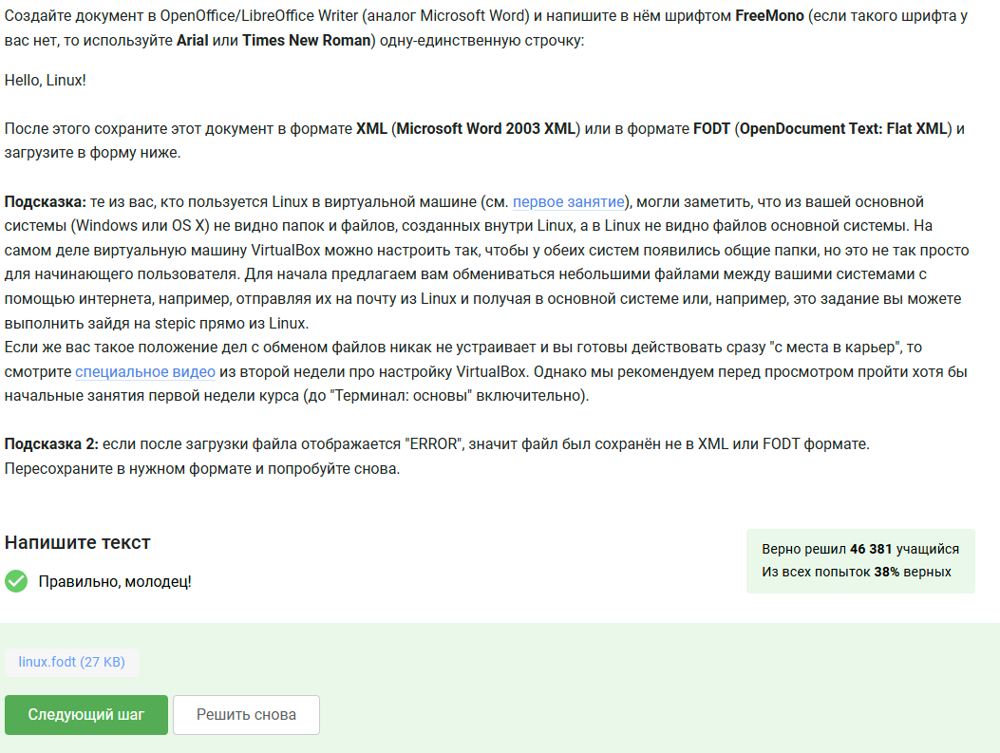 Создайте документ в OpenOffice/LibreOffice Writer (аналог Microsoft Word) и напишите в нём шрифтом FreeMono (если такого шрифта у
вас нет, то используйте Arial или Times New Roman) одну-единственную строчку:
Hello, Linux!
После этого сохраните этот документ в формате XML (Microsoft Word 2003 XML) или в формате FODT (OpenDocument Text: Flat XML) и
загрузите в форму ниже.
Подсказка: те из вас, кто пользуется Linux в виртуальной машине (см. первое занятие), могли заметить, что из вашей основной
системы (Windows или OS X) не видно папок и файлов, созданных внутри Linux, а в Linux не видно файлов основной системы. На
самом деле виртуальную машину VirtualBox можно настроить так, чтобы у обеих систем появились общие папки, но это не так просто
для начинающего пользователя. Для начала предлагаем вам обмениваться небольшими файлами между вашими системами с
помощью интернета, например, отправляя их на почту из Linux и получая в основной системе или, например, это задание вы можете
выполнить зайдя на stepic прямо из Linux.
Если же вас такое положение дел с обменом файлов никак не устраивает и вы готовы действовать сразу "с места в карьер", то
смотрите специальное видео из второй недели про настройку VirtualBox. Однако мы рекомендуем перед просмотром пройти хотя бы
начальные занятия первой недели курса (до "Терминал: основы" включительно).
Подсказка 2: если после загрузки файла отображается "ERROR", значит файл был сохранён не в XML или FODT формате.
Пересохраните в нужном формате и попробуйте снова.
Напишите текст
Верно решил 46 381 учащийся
Из всех попыток 38% верных
Правильно, молодец!
linux.fodt (27 KB)
Следующий шаг
Решить снова